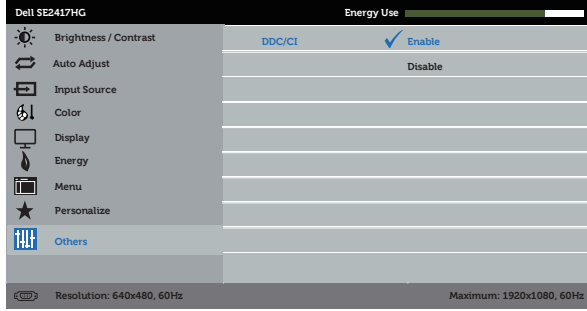 Dell SE2417HG Energy Use
Brightness / Contrast DDC/CI Enable
Auto Adjust Disable
Input Source
Color
Display
Energy
Menu
Personalize
Others
Resolution: 640x480, 60Hz Maximum: 1920x1080, 60Hz